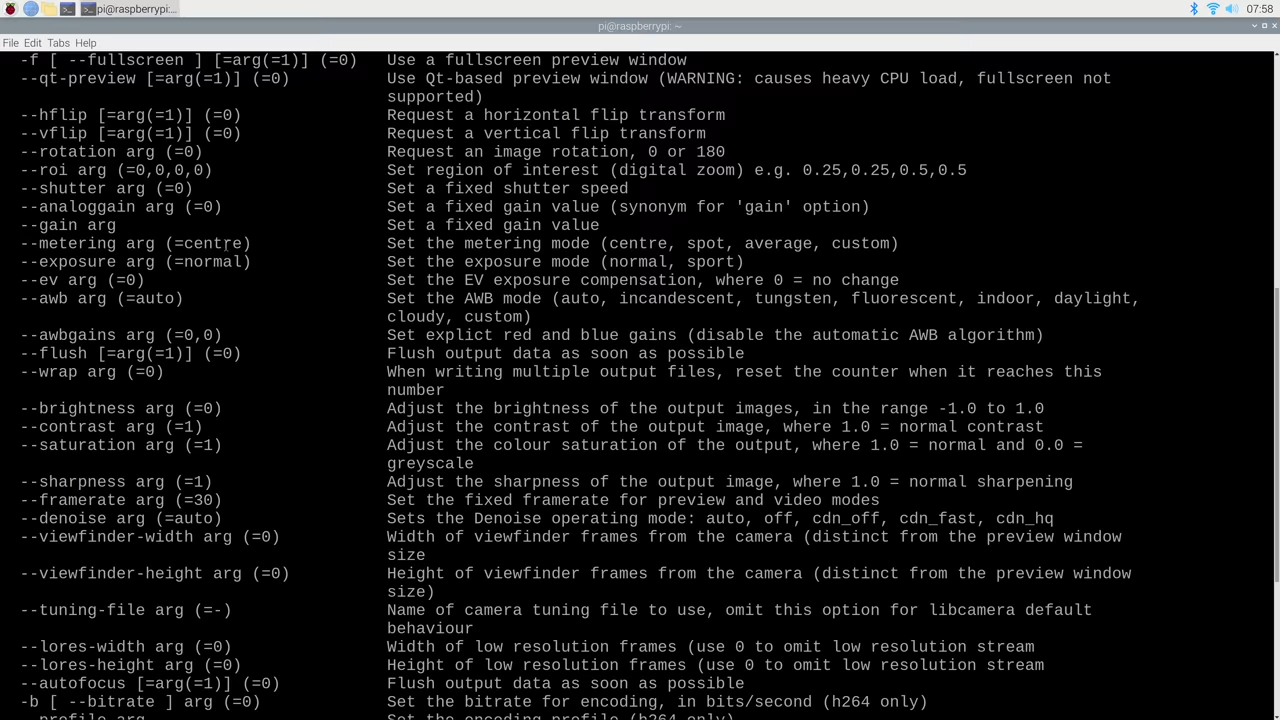 pi@raspberrypi:...
07:58
pi@raspberrypi: ~
File Edit Tabs Help
-f [ --fullscreen ] [=arg(=1)] (=0) Use a fullscreen preview window
--qt-preview [=arg(=1)] (=0) Use Qt-based preview window (WARNING: causes heavy CPU load, fullscreen not
supported)
--hflip [=arg(=1)] (=0) Request a horizontal flip transform
--vflip [=arg(=1)] (=0) Request a vertical flip transform
--rotation arg (=0) Request an image rotation, 0 or 180
--roi arg (=0,0,0,0) Set region of interest (digital zoom) e.g. 0.25,0.25,0.5,0.5
--shutter arg (=0) Set a fixed shutter speed
--analoggain arg (=0) Set a fixed gain value (synonym for 'gain' option)
--gain arg Set a fixed gain value
--metering arg (=centre) Set the metering mode (centre, spot, average, custom)
--exposure arg (=normal) Set the exposure mode (normal, sport)
--ev arg (=0) Set the EV exposure compensation, where 0 = no change
--awb arg (=auto) Set the AWB mode (auto, incandescent, tungsten, fluorescent, indoor, daylight,
cloudy, custom)
--awbgains arg (=0,0) Set explict red and blue gains (disable the automatic AWB algorithm)
--flush [=arg(=1)] (=0) Flush output data as soon as possible
--wrap arg (=0) When writing multiple output files, reset the counter when it reaches this
number
--brightness arg (=0) Adjust the brightness of the output images, in the range -1.0 to 1.0
--contrast arg (=1) Adjust the contrast of the output image, where 1.0 = normal contrast
--saturation arg (=1) Adjust the colour saturation of the output, where 1.0 = normal and 0.0 =
greyscale
--sharpness arg (=1) Adjust the sharpness of the output image, where 1.0 = normal sharpening
--framerate arg (=30) Set the fixed framerate for preview and video modes
--denoise arg (=auto) Sets the Denoise operating mode: auto, off, cdn_off, cdn_fast, cdn_hq
--viewfinder-width arg (=0) Width of viewfinder frames from the camera (distinct from the preview window
size
--viewfinder-height arg (=0) Height of viewfinder frames from the camera (distinct from the preview window
size)
--tuning-file arg (=-) Name of camera tuning file to use, omit this option for libcamera default
behaviour
--lores-width arg (=0) Width of low resolution frames (use 0 to omit low resolution stream
--lores-height arg (=0) Height of low resolution frames (use 0 to omit low resolution stream
--autofocus [=arg(=1)] (=0) Flush output data as soon as possible
-b [ --bitrate ] arg (=0) Set the bitrate for encoding, in bits/second (h264 only)
--profile arg Set the encoding profile (h264 only)